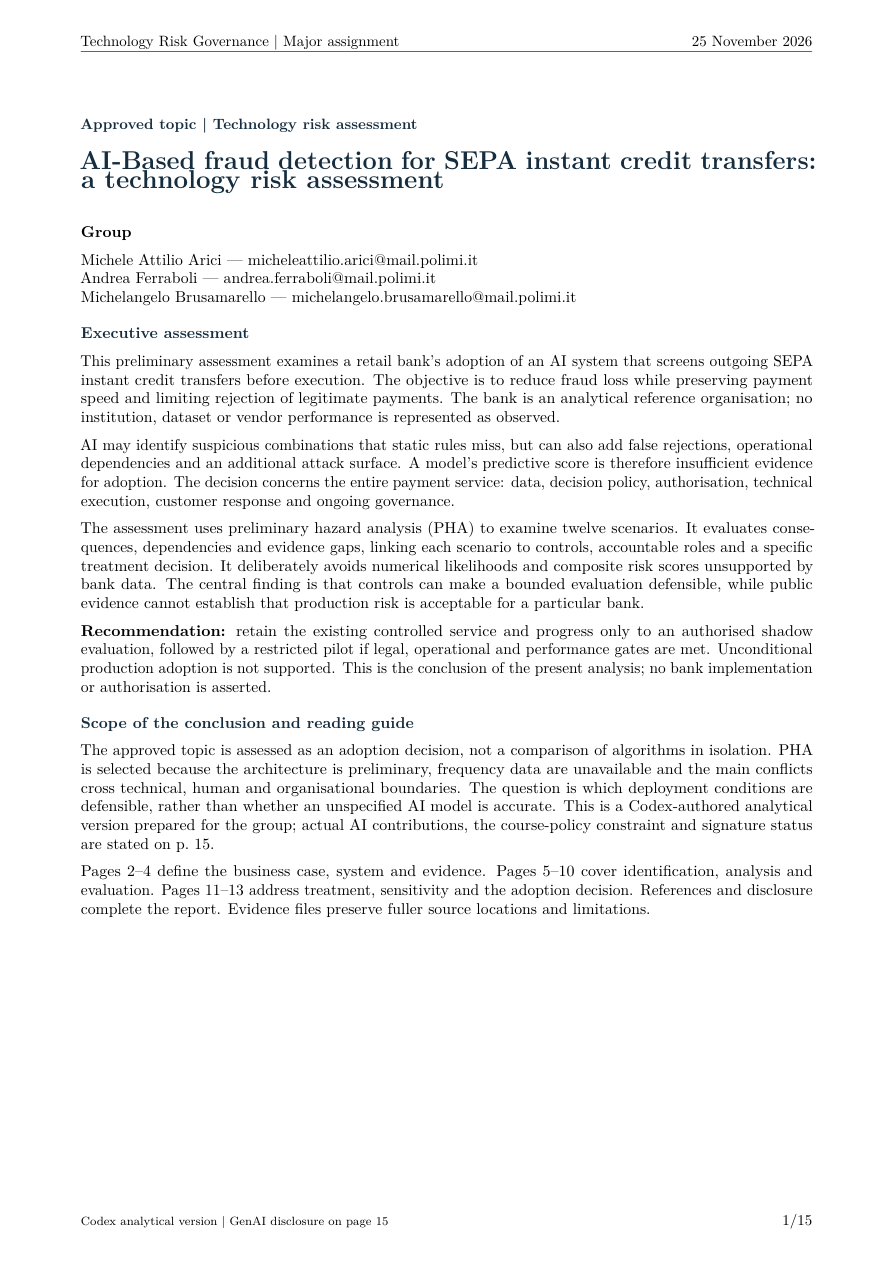 Technology Risk Governance | Major assignment 25 November 2026
Approved topic | Technology risk assessment
AI-Based fraud detection for SEPA instant credit transfers:
a technology risk assessment
Group
Michele Attilio Arici — micheleattilio.arici@mail.polimi.it
Andrea Ferraboli — andrea.ferraboli@mail.polimi.it
Michelangelo Brusamarello — michelangelo.brusamarello@mail.polimi.it
Executive assessment
This preliminary assessment examines a retail bank's adoption of an AI system that screens outgoing SEPA
instant credit transfers before execution. The objective is to reduce fraud loss while preserving payment
speed and limiting rejection of legitimate payments. The bank is an analytical reference organisation; no
institution, dataset or vendor performance is represented as observed.
AI may identify suspicious combinations that static rules miss, but can also add false rejections, operational
dependencies and an additional attack surface. A model's predictive score is therefore insufficient evidence
for adoption. The decision concerns the entire payment service: data, decision policy, authorisation, technical
execution, customer response and ongoing governance.
The assessment uses preliminary hazard analysis (PHA) to examine twelve scenarios. It evaluates conse-
quences, dependencies and evidence gaps, linking each scenario to controls, accountable roles and a specific
treatment decision. It deliberately avoids numerical likelihoods and composite risk scores unsupported by
bank data. The central finding is that controls can make a bounded evaluation defensible, while public
evidence cannot establish that production risk is acceptable for a particular bank.
Recommendation: retain the existing controlled service and progress only to an authorised shadow
evaluation, followed by a restricted pilot if legal, operational and performance gates are met. Unconditional
production adoption is not supported. This is the conclusion of the present analysis; no bank implementation
or authorisation is asserted.
Scope of the conclusion and reading guide
The approved topic is assessed as an adoption decision, not a comparison of algorithms in isolation. PHA
is selected because the architecture is preliminary, frequency data are unavailable and the main conflicts
cross technical, human and organisational boundaries. The question is which deployment conditions are
defensible, rather than whether an unspecified AI model is accurate. This is a Codex-authored analytical
version prepared for the group; actual AI contributions, the course-policy constraint and signature status
are stated on p. 15.
Pages 2–4 define the business case, system and evidence. Pages 5–10 cover identification, analysis and
evaluation. Pages 11–13 address treatment, sensitivity and the adoption decision. References and disclosure
complete the report. Evidence files preserve fuller source locations and limitations.
Codex analytical version | GenAI disclosure on page 15 1/15